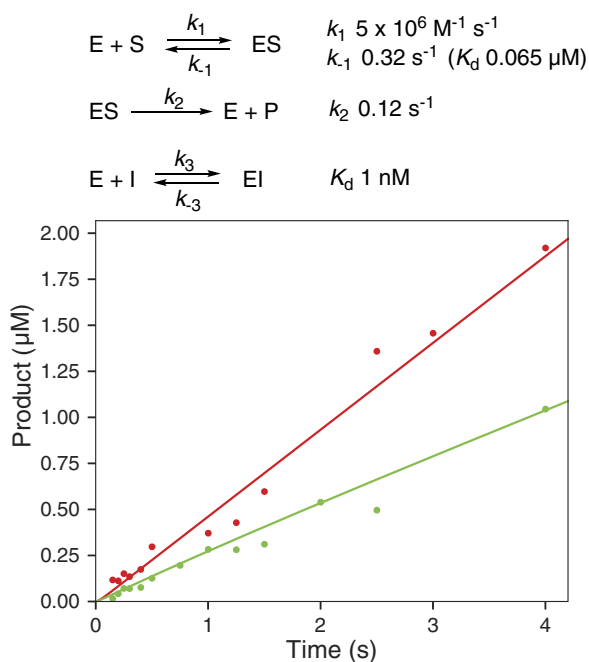 E + S k1 k-1 ES k1 5 x 10⁶ M⁻¹ s⁻¹
k-1 0.32 s⁻¹ (Kd 0.065 µM)
ES k2 E + P k2 0.12 s⁻¹
E + I k3 k-3 EI Kd 1 nM
2.00
1.75
1.50
1.25
1.00
0.75
0.50
0.25
0.00
Product (µM)
0 1 2 3 4
Time (s)